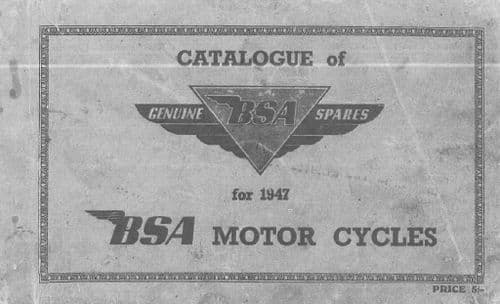 CATALOGUE of
GENUINE BSA SPARES
for 1947
BSA MOTOR CYCLES
PRICE 5/-